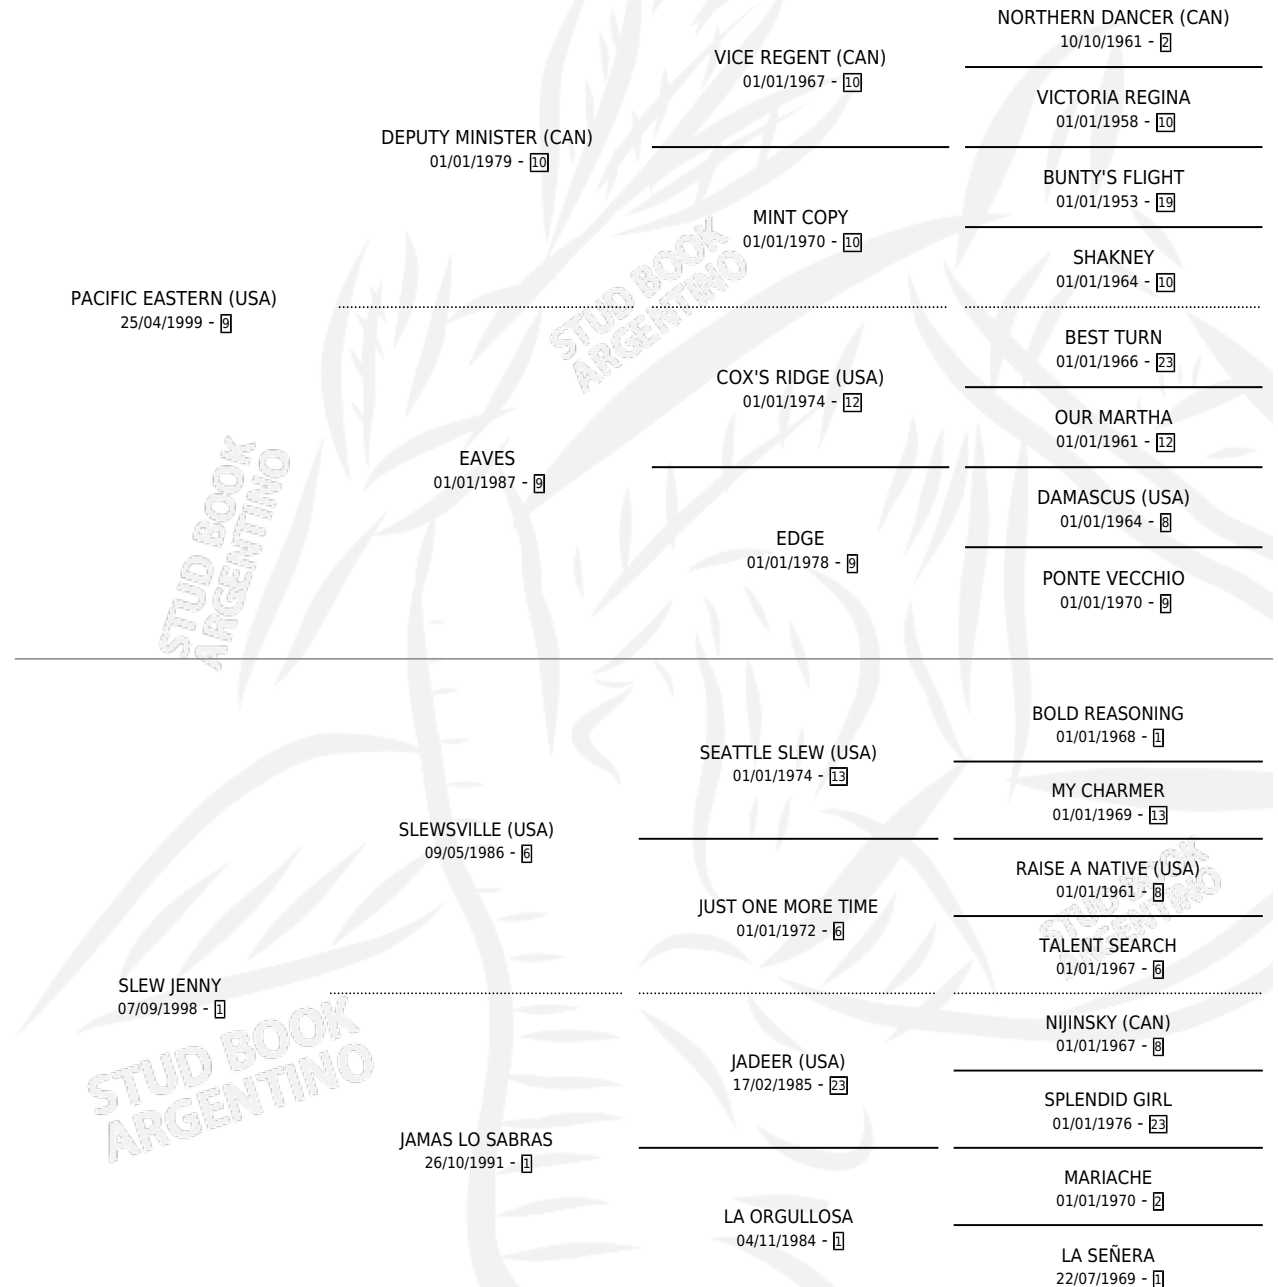 NORTHERN DANCER (CAN)
10/10/1961 - 2
VICE REGENT (CAN)
01/01/1967 - 10
VICTORIA REGINA
01/01/1958 - 10
DEPUTY MINISTER (CAN)
01/01/1979 - 10
BUNTY'S FLIGHT
01/01/1953 - 19
MINT COPY
01/01/1970 - 10
SHAKNEY
01/01/1964 - 10
PACIFIC EASTERN (USA)
25/04/1999 - 9
BEST TURN
01/01/1966 - 23
COX'S RIDGE (USA)
01/01/1974 - 12
OUR MARTHA
01/01/1961 - 12
EAVES
01/01/1987 - 9
DAMASCUS (USA)
01/01/1964 - 8
EDGE
01/01/1978 - 9
PONTE VECCHIO
01/01/1970 - 9
STUD BOOK
ARGENTINO
STUD BOOK
ARGENTINO
BOLD REASONING
01/01/1968 - 1
SEATTLE SLEW (USA)
01/01/1974 - 13
MY CHARMER
01/01/1969 - 13
SLEWSVILLE (USA)
09/05/1986 - 6
RAISE A NATIVE (USA)
01/01/1961 - 8
JUST ONE MORE TIME
01/01/1972 - 6
TALENT SEARCH
01/01/1967 - 6
STUD BOOK
ARGENTINO
SLEW JENNY
07/09/1998 - 1
NIJINSKY (CAN)
01/01/1967 - 8
JADEER (USA)
17/02/1985 - 23
SPLENDID GIRL
01/01/1976 - 23
STUD BOOK
ARGENTINO
JAMAS LO SABRAS
26/10/1991 - 1
MARIACHE
01/01/1970 - 2
LA ORGULLOSA
04/11/1984 - 1
LA SEÑERA
22/07/1969 - 1